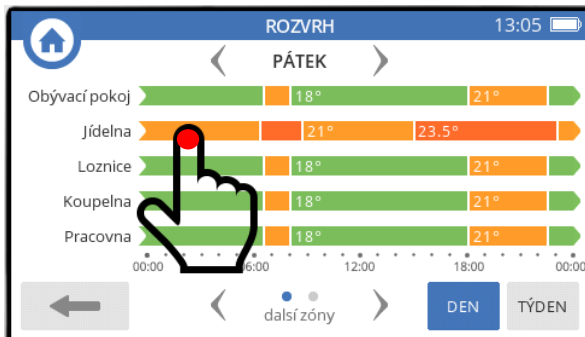 ROZVRH 13:05
PÁTEK
Obývací pokoj 18° 21°
Jídelna 21° 23.5°
Loznice 18° 21°
Koupelna 18° 21°
Pracovna 18° 21°
00:00 06:00 12:00 18:00 00:00
dalsí zóny DEN TÝDEN